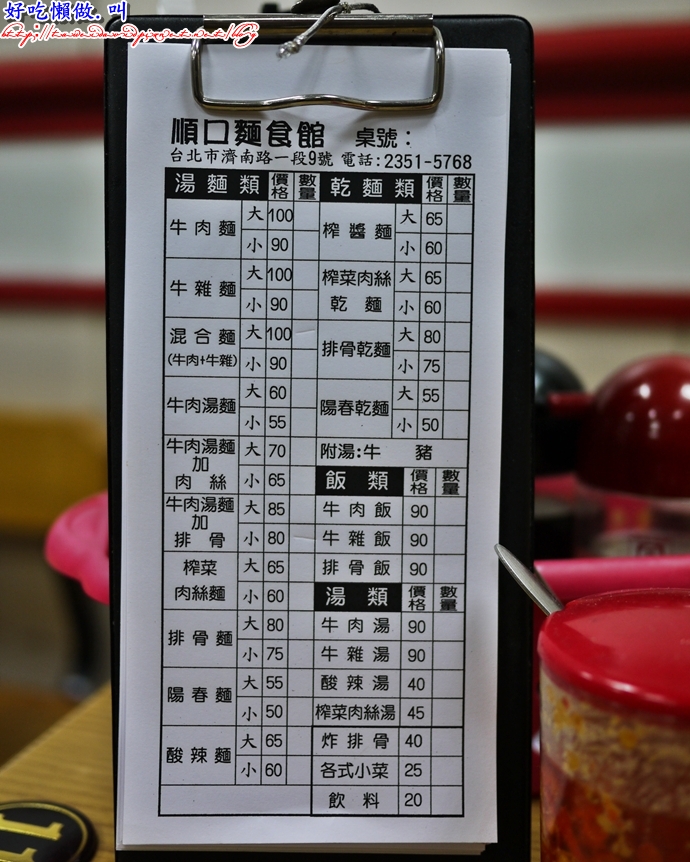 好吃懶做.叫
順口麵食館 桌號：
台北市濟南路一段9號 電話:2351-5768
湯麵類 價格 數量
牛肉麵 大 100
小 90
牛雜麵 大 100
小 90
混合麵 (牛肉+牛雜) 大 100
小 90
牛肉湯麵 大 60
小 55
牛肉湯麵加肉絲 大 70
小 65
牛肉湯麵加排骨 大 85
小 80
榨菜肉絲麵 大 65
小 60
排骨麵 大 80
小 75
陽春麵 大 55
小 50
酸辣麵 大 65
小 60
乾麵類 價格 數量
榨醬麵 大 65
小 60
榨菜肉絲乾麵 大 65
小 60
排骨乾麵 大 80
小 75
陽春乾麵 大 55
小 50
附湯:牛 豬
飯類 價格 數量
牛肉飯 90
牛雜飯 90
排骨飯 90
湯類 價格 數量
牛肉湯 90
牛雜湯 90
酸辣湯 40
榨菜肉絲湯 45
炸排骨 40
各式小菜 25
飲料 20